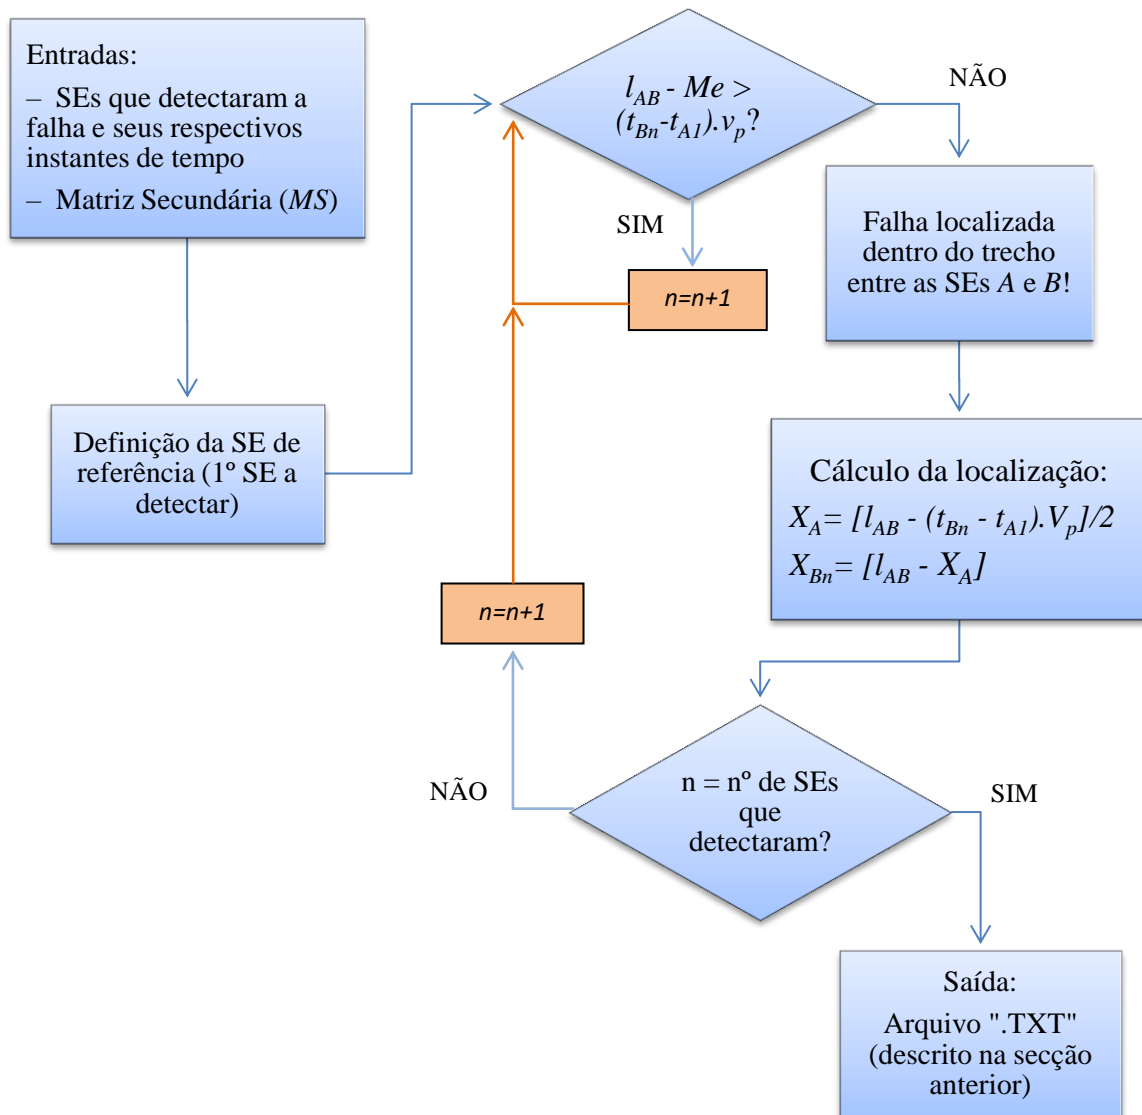 Entradas:
– SEs que detectaram a
falha e seus respectivos
instantes de tempo
– Matriz Secundária (MS)
Definição da SE de
referência (1º SE a
detectar)
l_AB - Me >
(t_Bn-t_A1).v_p?
NÃO
SIM
n=n+1
Falha localizada
dentro do trecho
entre as SEs A e B!
Cálculo da localização:
X_A= [l_AB - (t_Bn - t_A1).V_p]/2
X_Bn= [l_AB - X_A]
n=n+1
n = nº de SEs
que
detectaram?
NÃO
SIM
Saída:
Arquivo ".TXT"
(descrito na secção
anterior)